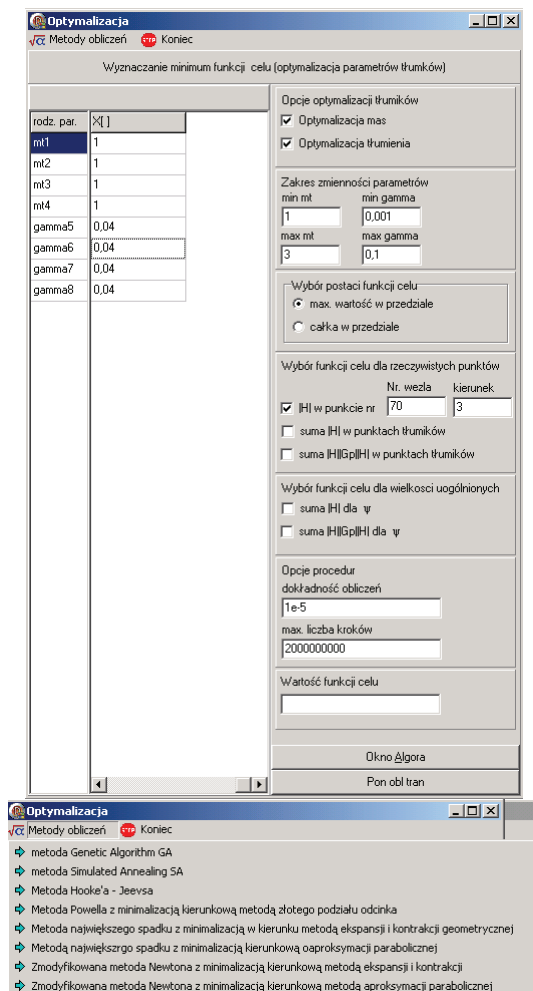 Optymalizacja
Metody obliczeń Koniec
Wyznaczanie minimum funkcji celu (optymalizacja parametrów tłumków)
rodz. par. X[ ]
mt1 1
mt2 1
mt3 1
mt4 1
gamma5 0,04
gamma6 0,04
gamma7 0,04
gamma8 0,04
Opcje optymalizacji tłumików
Optymalizacja mas
Optymalizacja tłumienia
Zakres zmienności parametrów
min mt min gamma
1 0,001
max mt max gamma
3 0,1
Wybór postaci funkcji celu
max. wartość w przedziale
całka w przedziale
Wybór funkcji celu dla rzeczywistych punktów
Nr. wezla kierunek
|H| w punkcie nr 70 3
suma |H| w punktach tłumików
suma |H||Gp||H| w punktach tłumików
Wybór funkcji celu dla wielkosci uogólnionych
suma |H| dla ψ
suma |H||Gp||H| dla ψ
Opcje procedur
dokładność obliczeń
1e-5
max. liczba kroków
2000000000
Wartość funkcji celu
Okno Algora
Pon obl tran
Optymalizacja
Metody obliczeń Koniec
metoda Genetic Algorithm GA
metoda Simulated Annealing SA
Metoda Hooke'a - Jeevsa
Metoda Powella z minimalizacją kierunkową metodą złotego podziału odcinka
Metoda największego spadku z minimalizacją w kierunku metodą ekspansji i kontrakcji geometrycznej
Metodą największrgo spadku z minimalizacją kierunkową oaproksymacji parabolicznej
Zmodyfikowana metoda Newtona z minimalizacją kierunkową metodą ekspansji i kontrakcji
Zmodyfikowana metoda Newtona z minimalizacją kierunkową metodą aproksymacji parabolicznej